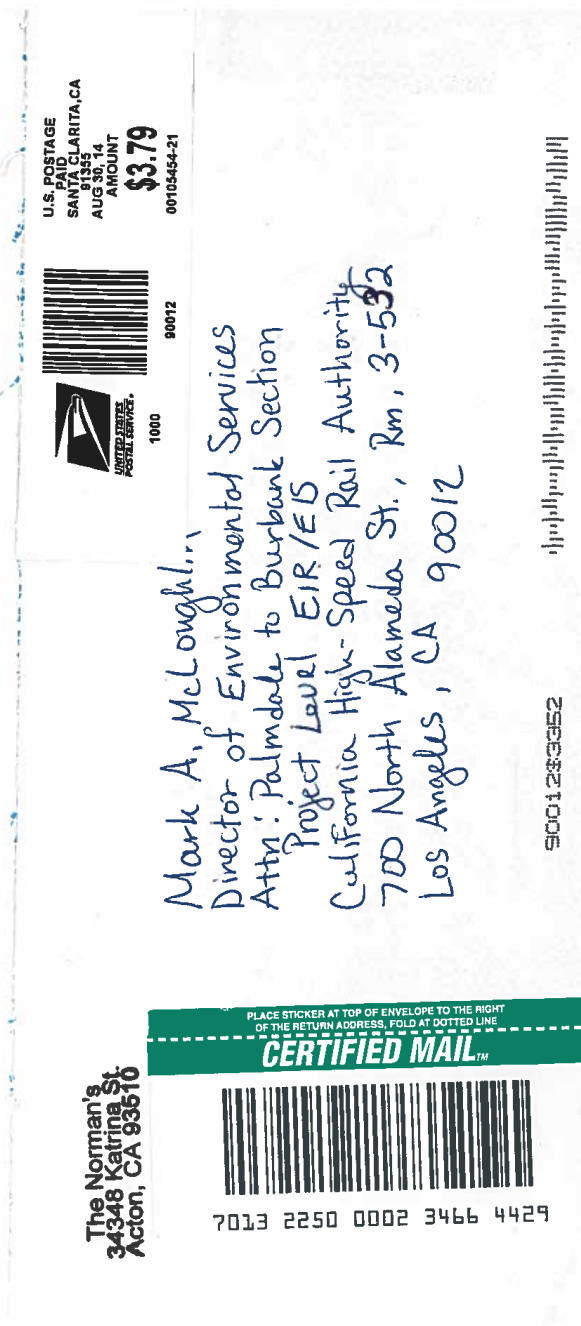 The Norman's
34348 Katrina St.
Acton, CA 93510
PLACE STICKER AT TOP OF ENVELOPE TO THE RIGHT
OF THE RETURN ADDRESS, FOLD AT DOTTED LINE
CERTIFIED MAIL™
7013 2250 0002 3466 4429
UNITED STATES
POSTAL SERVICE®
1000
90012
U.S. POSTAGE
PAID
SANTA CLARITA,CA
91355
AUG 30, 14
AMOUNT
$3.79
00105454-21
Mark A. McLoughlin
Director of Environmental Services
Attn: Palmdale to Burbank Section
Project Level EIR/EIS
California High-Speed Rail Authority
700 North Alameda St., Rm, 3-532
Los Angeles, CA 90012
90012$3352